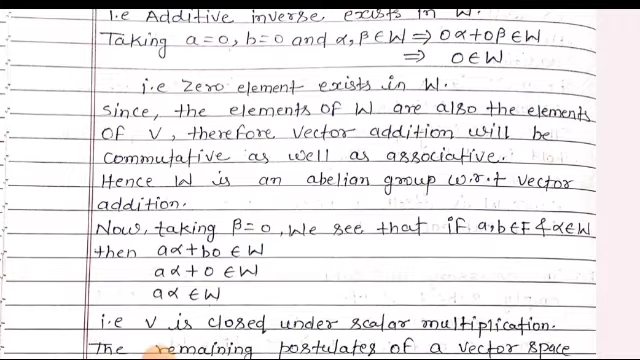 i.e Additive inverse exists in W.
Taking a=0, b=0 and α, β ∈ W ⇒ 0α+0β ∈ W
⇒ 0 ∈ W
i.e Zero element exists in W.
Since, the elements of W are also the elements
of V, therefore vector addition will be
commutative as well as associative.
Hence W is an abelian group w.r.t vector
addition.
Now, taking β=0, We see that if a, b ∈ F & α ∈ W
then aα+b0 ∈ W
aα+0 ∈ W
aα ∈ W
i.e V is closed under scalar multiplication.
The remaining postulates of a vector space